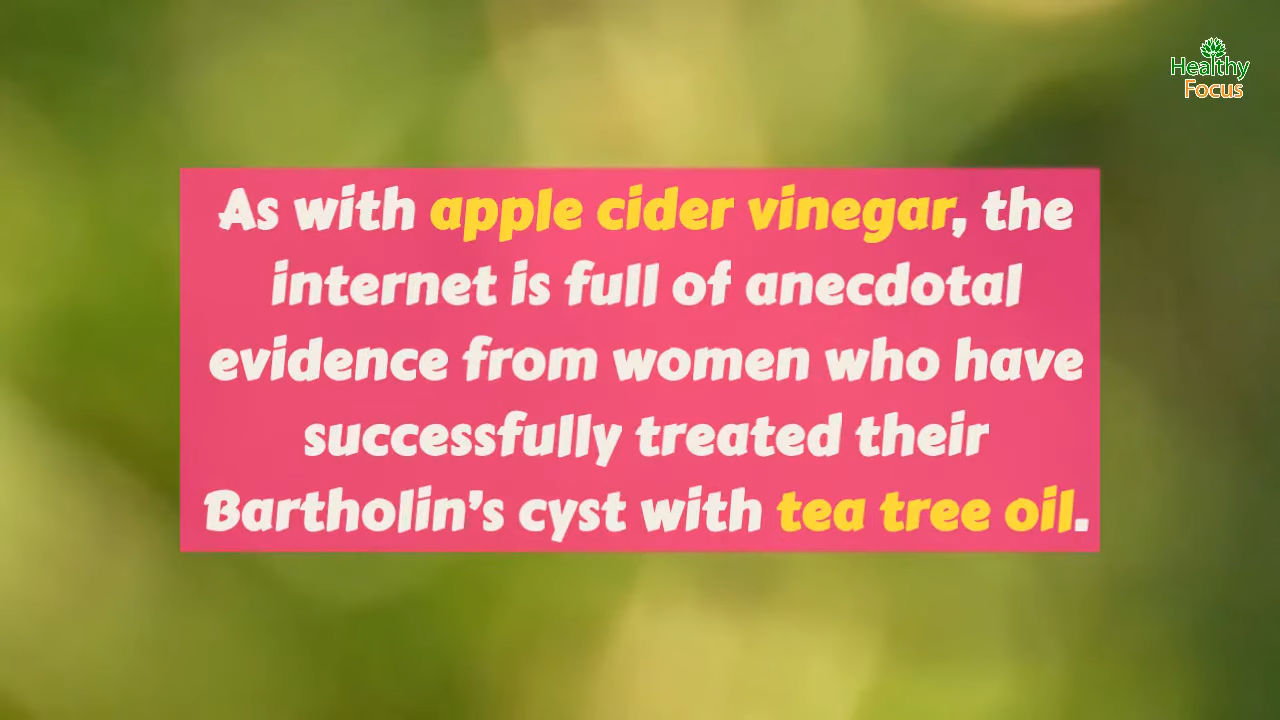 Healthy
Focus
As with apple cider vinegar, the
internet is full of anecdotal
evidence from women who have
successfully treated their
Bartholin's cyst with tea tree oil.